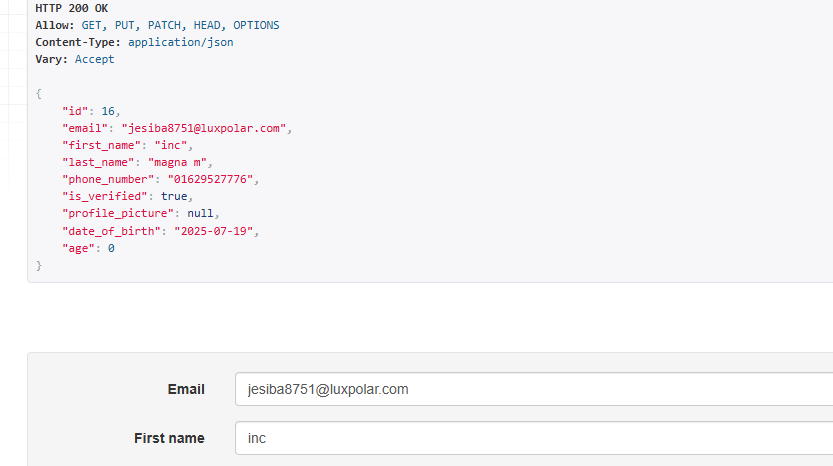 HTTP 200 OK
Allow: GET, PUT, PATCH, HEAD, OPTIONS
Content-Type: application/json
Vary: Accept
{
"id": 16,
"email": "jesiba8751@luxpolar.com",
"first_name": "inc",
"last_name": "magna m",
"phone_number": "01629527776",
"is_verified": true,
"profile_picture": null,
"date_of_birth": "2025-07-19",
"age": 0
}
Email jesiba8751@luxpolar.com
First name inc